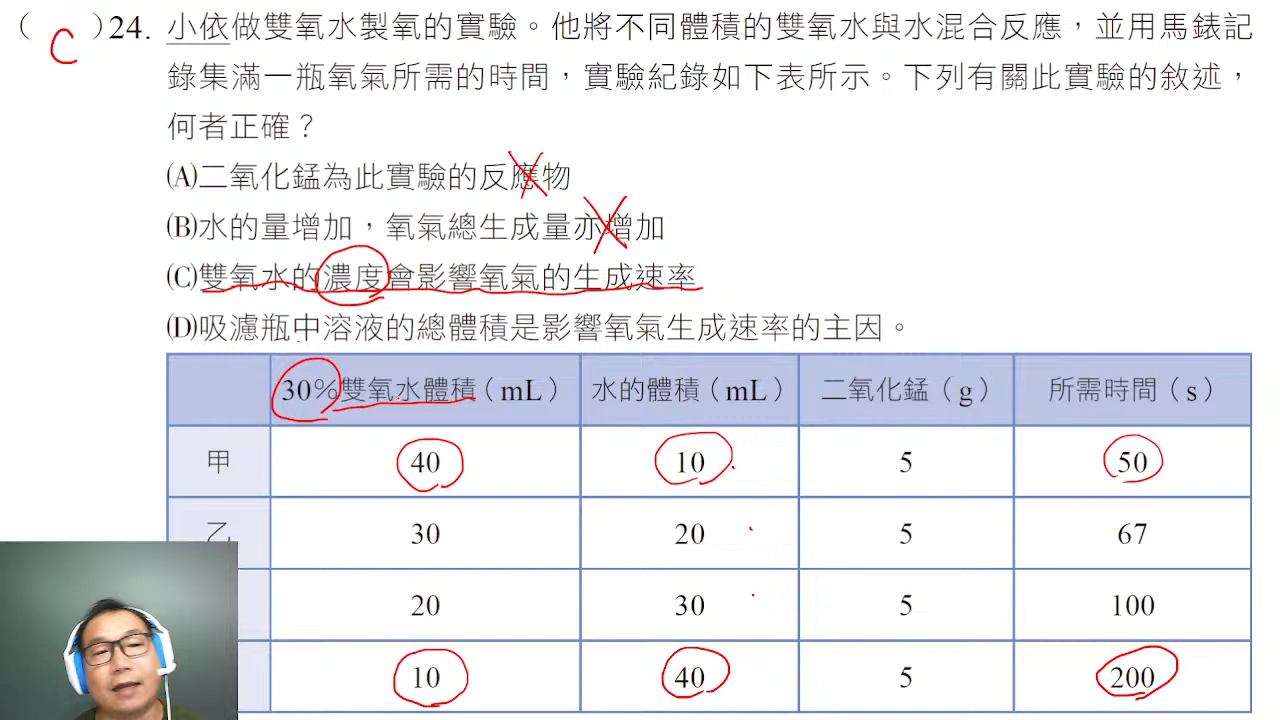 ( C )24. 小依做雙氧水製氧的實驗。他將不同體積的雙氧水與水混合反應，並用馬錶記
錄集滿一瓶氧氣所需的時間，實驗紀錄如下表所示。下列有關此實驗的敘述，
何者正確？
(A)二氧化錳為此實驗的反應物
(B)水的量增加，氧氣總生成量亦增加
(C)雙氧水的濃度會影響氧氣的生成速率
(D)吸濾瓶中溶液的總體積是影響氧氣生成速率的主因。
30%雙氧水體積（mL） 水的體積（mL） 二氧化錳（g） 所需時間（s）
甲 40 10 5 50
乙 30 20 5 67
20 30 5 100
10 40 5 200